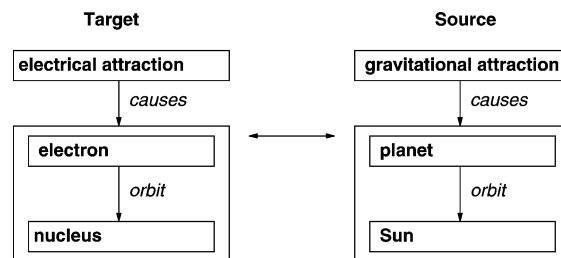 Target
Source
electrical attraction
gravitational attraction
causes
causes
electron
planet
orbit
orbit
nucleus
Sun